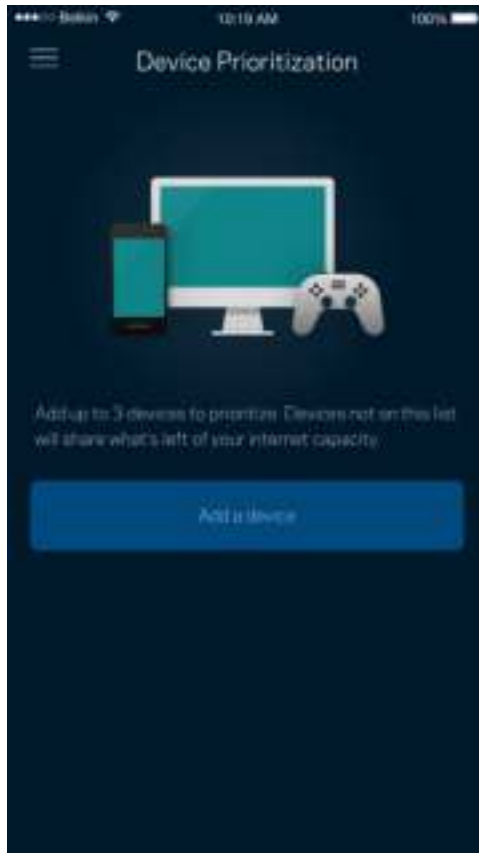 Belkin 10:19 AM 100%
Device Prioritization
Add up to 3 devices to prioritize. Devices not on this list
will share what's left of your internet capacity.
Add a device